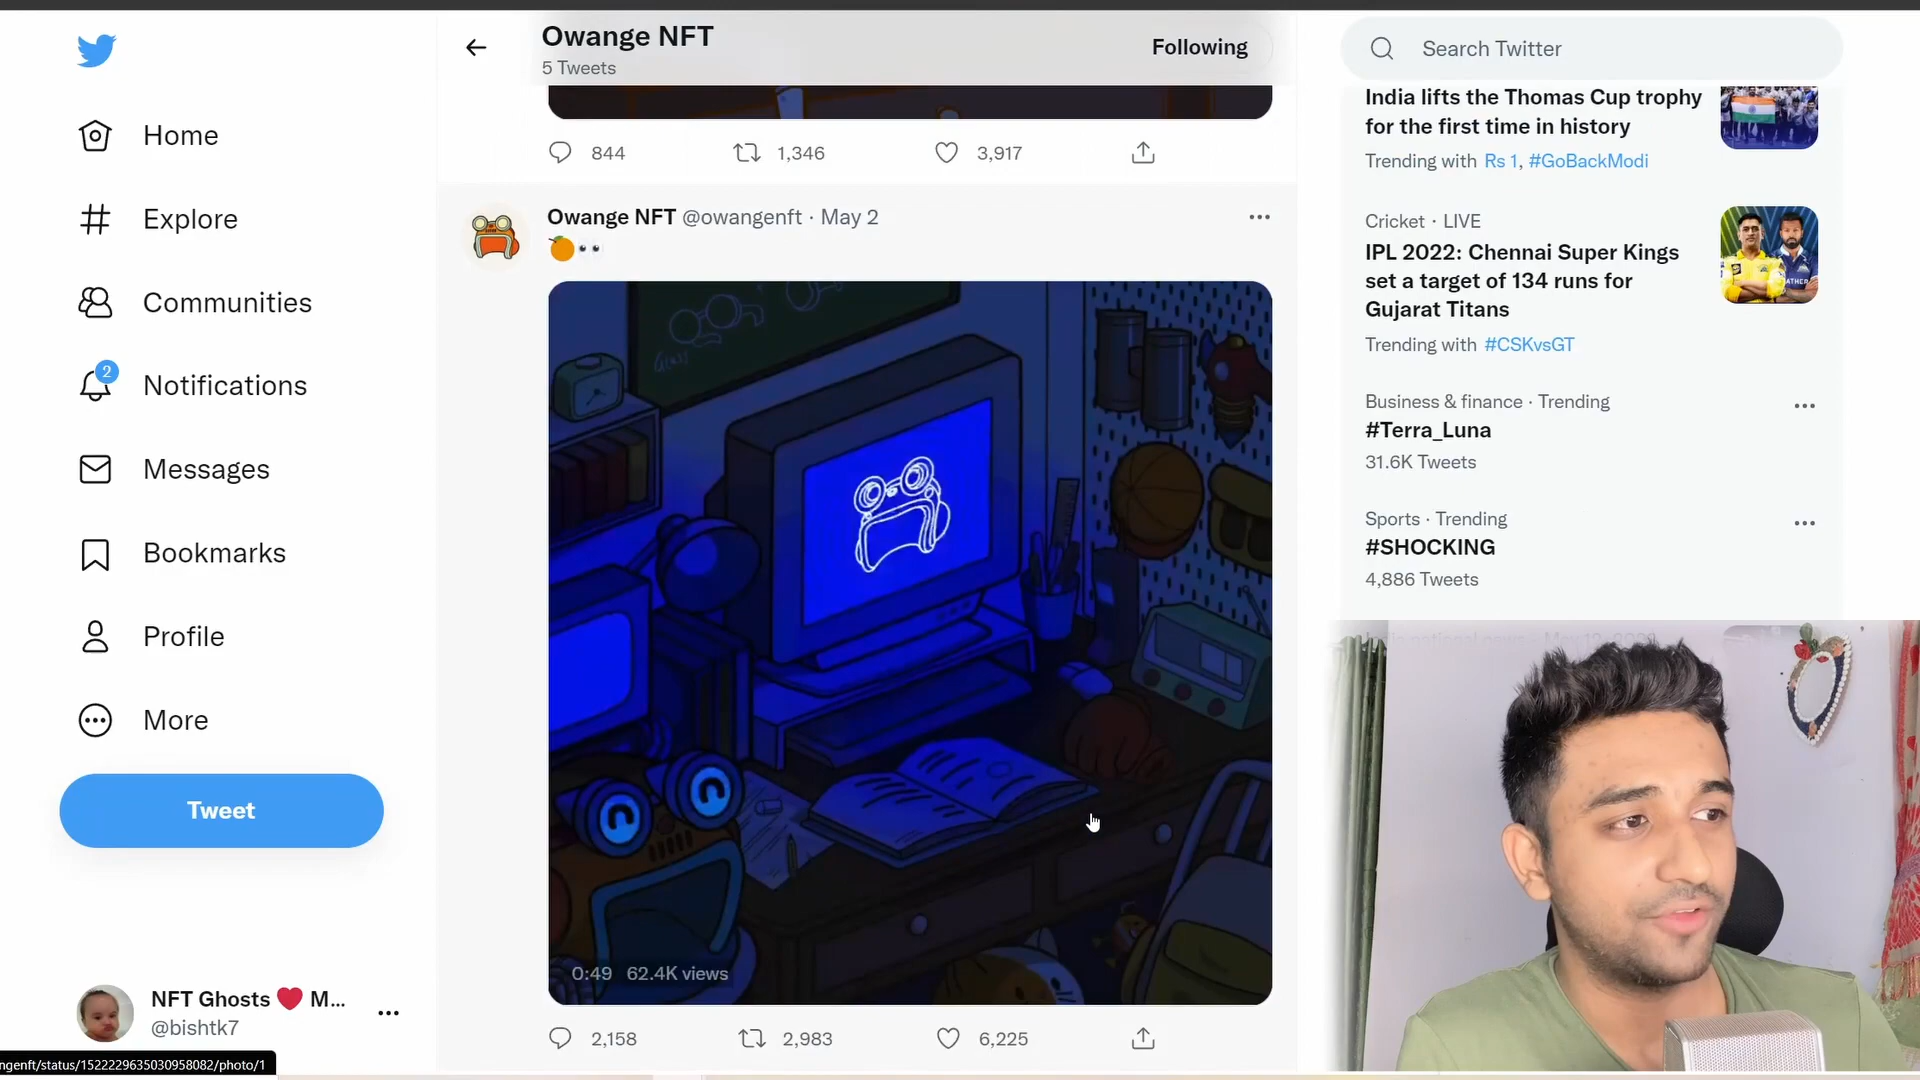 Owange NFT
5 Tweets
Following
Search Twitter
Home
Explore
Communities
2
Notifications
Messages
Bookmarks
Profile
More
Tweet
NFT Ghosts ❤️ M...
@bishtk7
ngenft/status/1522229635030958082/photo/1
844
1,346
3,917
Owange NFT @owangenft · May 2
🍊👀
0:49 62.4K views
2,158
2,983
6,225
India lifts the Thomas Cup trophy
for the first time in history
Trending with Rs 1, #GoBackModi
Cricket · LIVE
IPL 2022: Chennai Super Kings
set a target of 134 runs for
Gujarat Titans
Trending with #CSKvsGT
Business & finance · Trending
#Terra_Luna
31.6K Tweets
Sports · Trending
#SHOCKING
4,886 Tweets